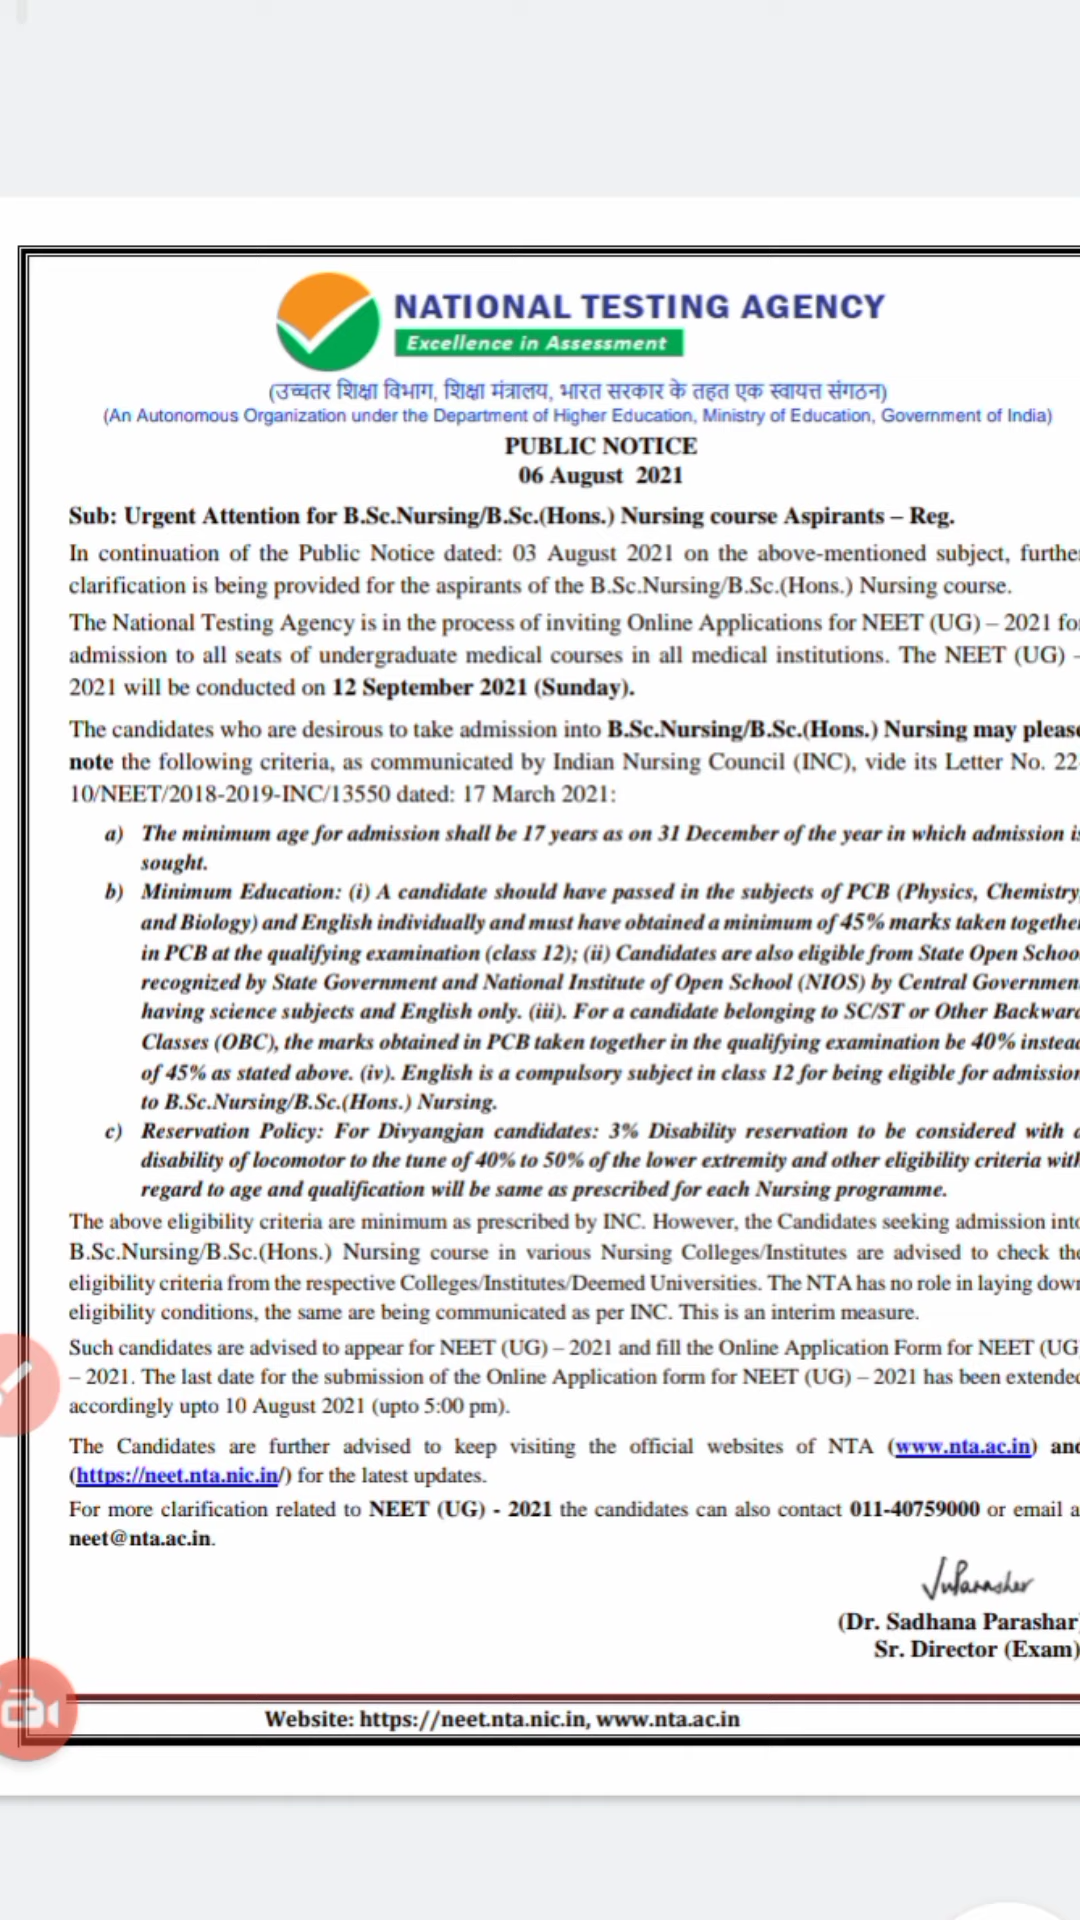 NATIONAL TESTING AGENCY
Excellence in Assessment
(उच्चतर शिक्षा विभाग, शिक्षा मंत्रालय, भारत सरकार के तहत एक स्वायत्त संगठन)
(An Autonomous Organization under the Department of Higher Education, Ministry of Education, Government of India)
PUBLIC NOTICE
06 August 2021
Sub: Urgent Attention for B.Sc.Nursing/B.Sc.(Hons.) Nursing course Aspirants – Reg.
In continuation of the Public Notice dated: 03 August 2021 on the above-mentioned subject, further
clarification is being provided for the aspirants of the B.Sc.Nursing/B.Sc.(Hons.) Nursing course.
The National Testing Agency is in the process of inviting Online Applications for NEET (UG) – 2021 for
admission to all seats of undergraduate medical courses in all medical institutions. The NEET (UG) –
2021 will be conducted on 12 September 2021 (Sunday).
The candidates who are desirous to take admission into B.Sc.Nursing/B.Sc.(Hons.) Nursing may please
note the following criteria, as communicated by Indian Nursing Council (INC), vide its Letter No. 22-
10/NEET/2018-2019-INC/13550 dated: 17 March 2021:
a) The minimum age for admission shall be 17 years as on 31 December of the year in which admission is
sought.
b) Minimum Education: (i) A candidate should have passed in the subjects of PCB (Physics, Chemistry,
and Biology) and English individually and must have obtained a minimum of 45% marks taken together
in PCB at the qualifying examination (class 12); (ii) Candidates are also eligible from State Open School
recognized by State Government and National Institute of Open School (NIOS) by Central Government
having science subjects and English only. (iii). For a candidate belonging to SC/ST or Other Backward
Classes (OBC), the marks obtained in PCB taken together in the qualifying examination be 40% instead
of 45% as stated above. (iv). English is a compulsory subject in class 12 for being eligible for admission
to B.Sc.Nursing/B.Sc.(Hons.) Nursing.
c) Reservation Policy: For Divyangjan candidates: 3% Disability reservation to be considered with a
disability of locomotor to the tune of 40% to 50% of the lower extremity and other eligibility criteria with
regard to age and qualification will be same as prescribed for each Nursing programme.
The above eligibility criteria are minimum as prescribed by INC. However, the Candidates seeking admission into
B.Sc.Nursing/B.Sc.(Hons.) Nursing course in various Nursing Colleges/Institutes are advised to check the
eligibility criteria from the respective Colleges/Institutes/Deemed Universities. The NTA has no role in laying down
eligibility conditions, the same are being communicated as per INC. This is an interim measure.
Such candidates are advised to appear for NEET (UG) – 2021 and fill the Online Application Form for NEET (UG)
– 2021. The last date for the submission of the Online Application form for NEET (UG) – 2021 has been extended
accordingly upto 10 August 2021 (upto 5:00 pm).
The Candidates are further advised to keep visiting the official websites of NTA (www.nta.ac.in) and
(https://neet.nta.nic.in/) for the latest updates.
For more clarification related to NEET (UG) - 2021 the candidates can also contact 011-40759000 or email a
neet@nta.ac.in.
(Dr. Sadhana Parashar)
Sr. Director (Exam)
Website: https://neet.nta.nic.in, www.nta.ac.in